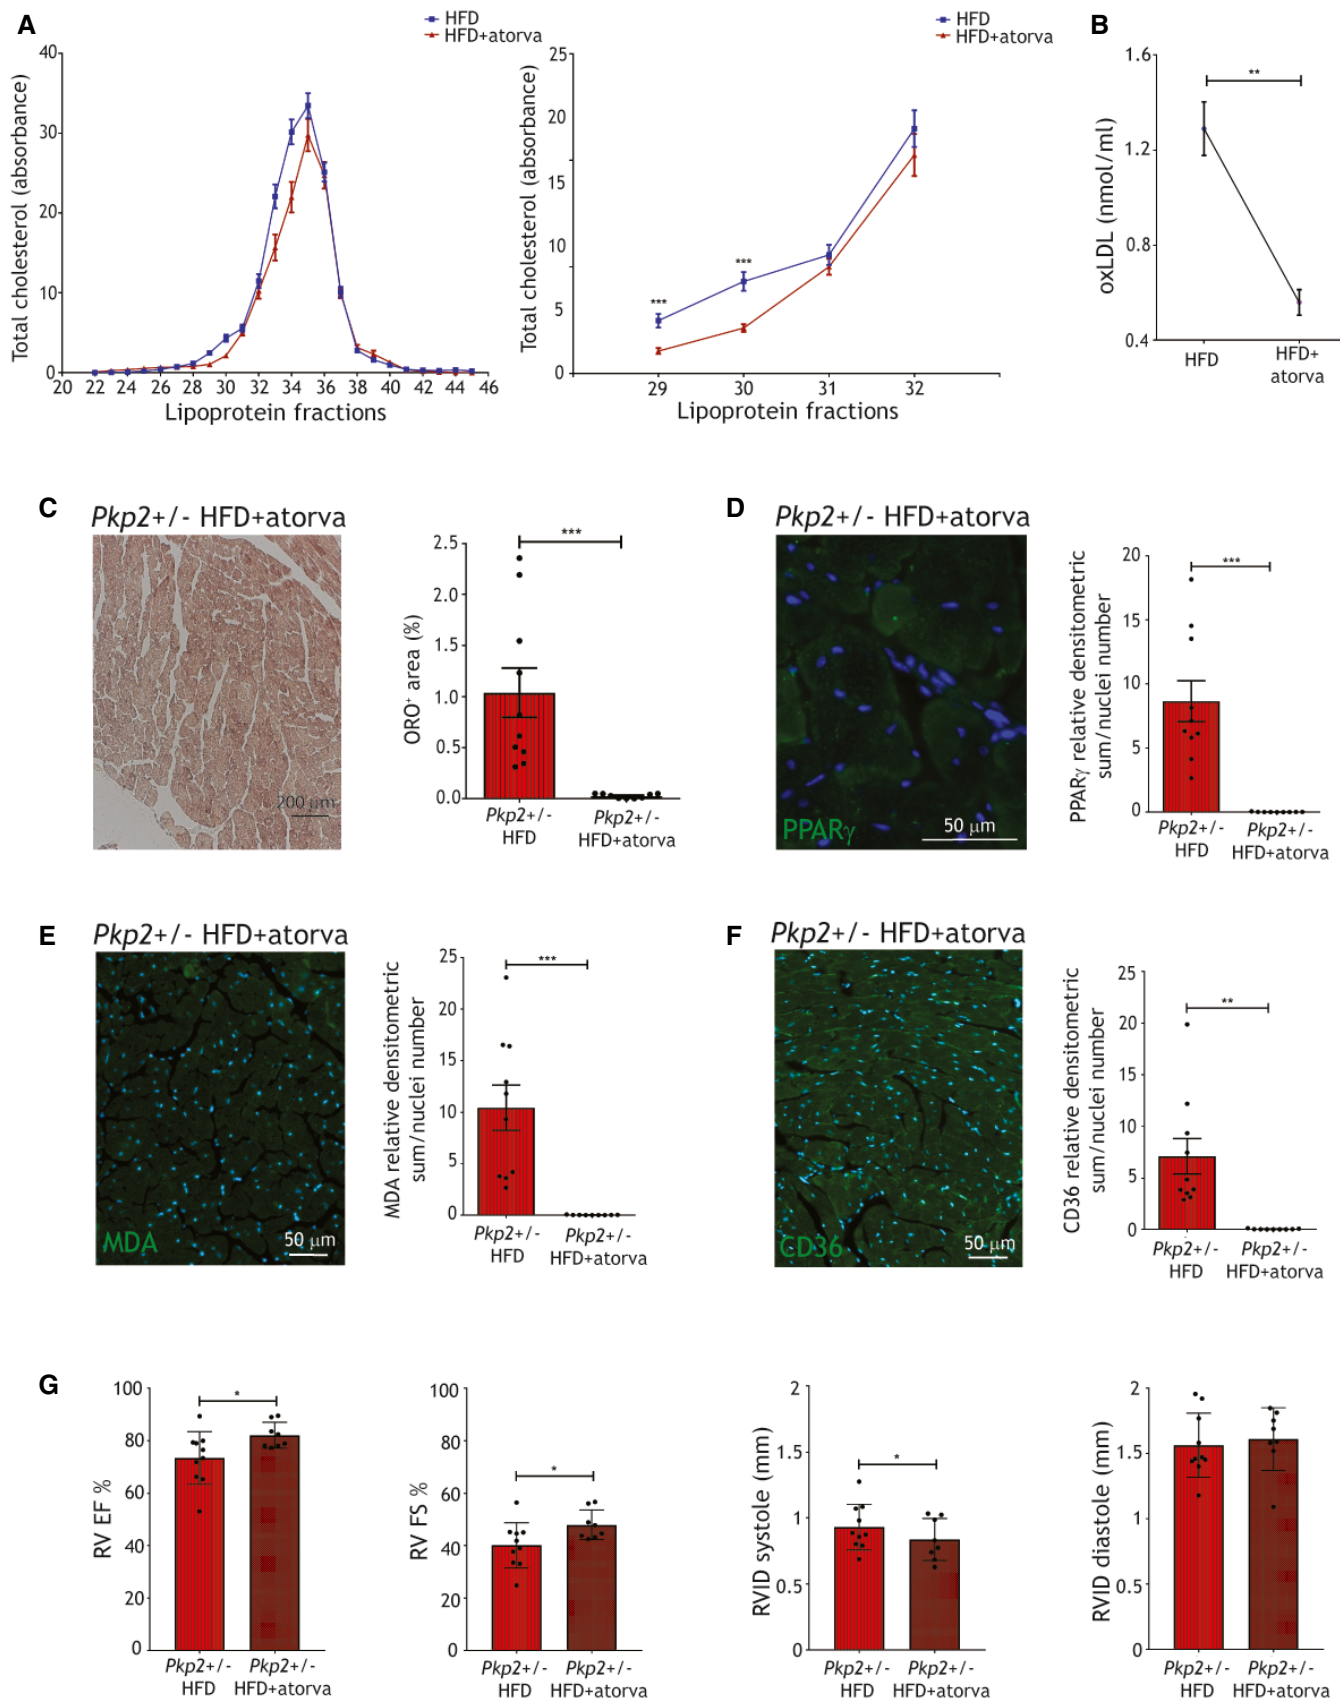 A
HFD
HFD+atorva
Total cholesterol (absorbance)
40
30
20
10
0
20 22 24 26 28 30 32 34 36 38 40 42 44 46
Lipoprotein fractions
HFD
HFD+atorva
Total cholesterol (absorbance)
25
20
15
10
5
0
***
***
29 30 31 32
Lipoprotein fractions
B
oxLDL (nmol/ml)
1.6
1.2
0.8
0.4
**
HFD
HFD+
atorva
C
Pkp2+/- HFD+atorva
200 μm
ORO+ area (%)
2.5
2.0
1.5
1.0
0.5
0.0
***
Pkp2+/-
HFD
Pkp2+/-
HFD+atorva
D
Pkp2+/- HFD+atorva
PPARγ
50 μm
PPARγ relative densitometric
sum/nuclei number
20
15
10
5
0
***
Pkp2+/-
HFD
Pkp2+/-
HFD+atorva
E
Pkp2+/- HFD+atorva
MDA
50 μm
MDA relative densitometric
sum/nuclei number
25
20
15
10
5
0
***
Pkp2+/-
HFD
Pkp2+/-
HFD+atorva
F
Pkp2+/- HFD+atorva
CD36
50 μm
CD36 relative densitometric
sum/nuclei number
25
20
15
10
5
0
**
Pkp2+/-
HFD
Pkp2+/-
HFD+atorva
G
RV EF %
100
80
60
40
20
0
*
Pkp2+/-
HFD
Pkp2+/-
HFD+atorva
RV FS %
100
80
60
40
20
0
*
Pkp2+/-
HFD
Pkp2+/-
HFD+atorva
RVID systole (mm)
2
1.5
1
0.5
0
*
Pkp2+/-
HFD
Pkp2+/-
HFD+atorva
RVID diastole (mm)
2
1.5
1
0.5
0
Pkp2+/-
HFD
Pkp2+/-
HFD+atorva